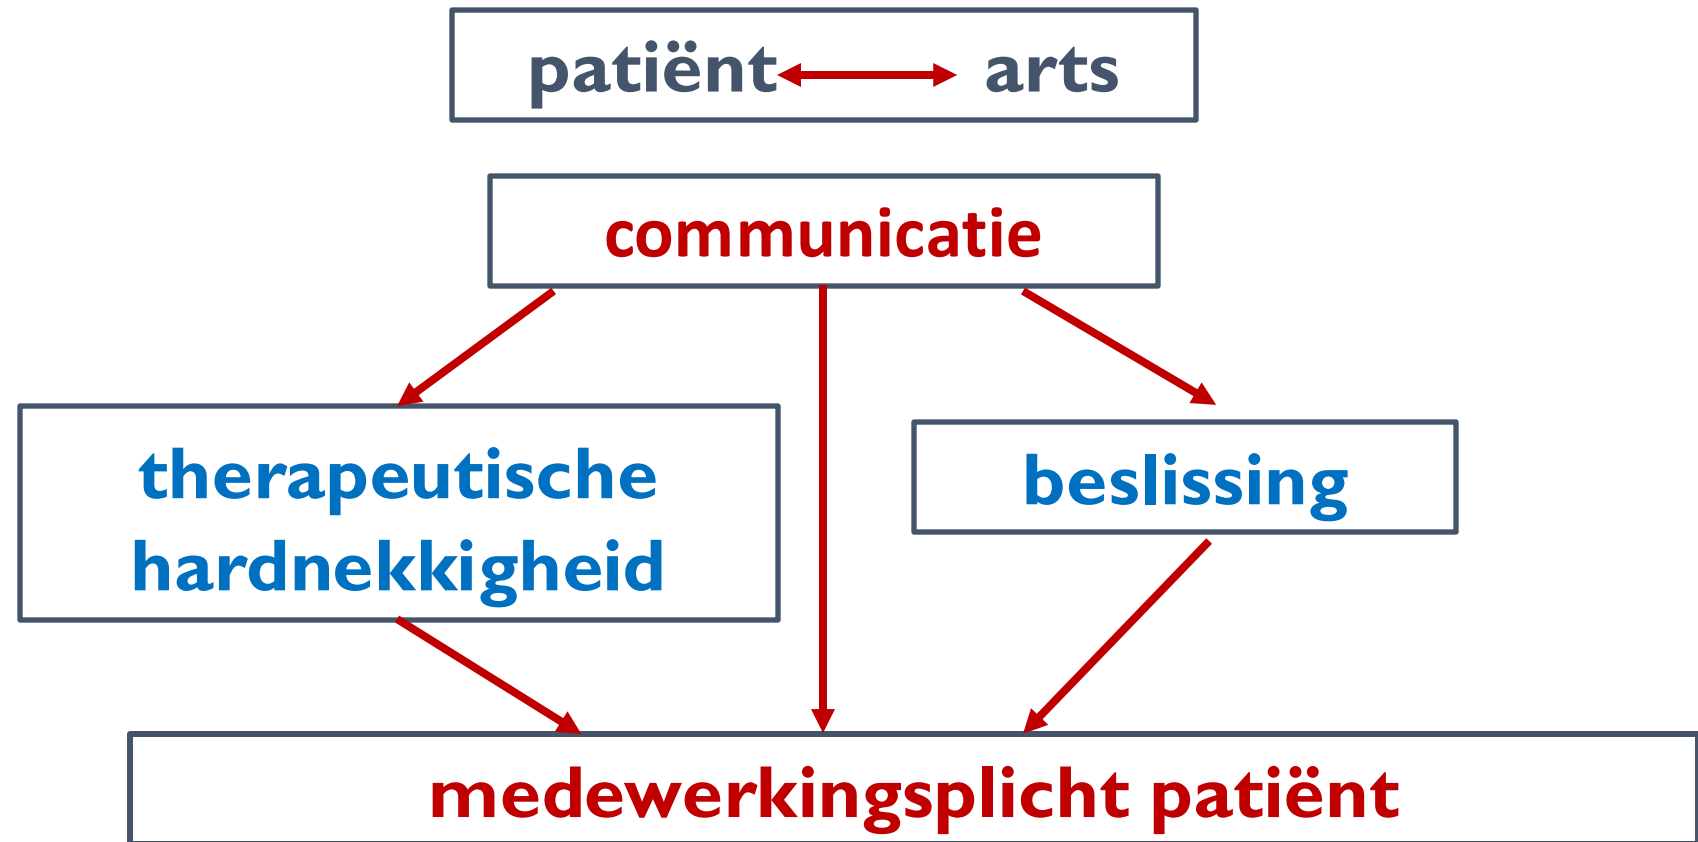 patiënt arts
communicatie
therapeutische
hardnekkigheid
beslissing
medewerkingsplicht patiënt